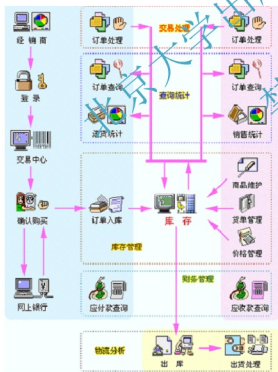 经 销 商
订单处理
交易处理
订单处理
登 录
订单查询
查询统计
订单查询
进货统计
销售统计
交易中心
商品维护
确认购买
订单入库
库 存
货单管理
库存管理
价格管理
财务管理
网上银行
应付款查询
应收款查询
物流分析
出 库
出货处理